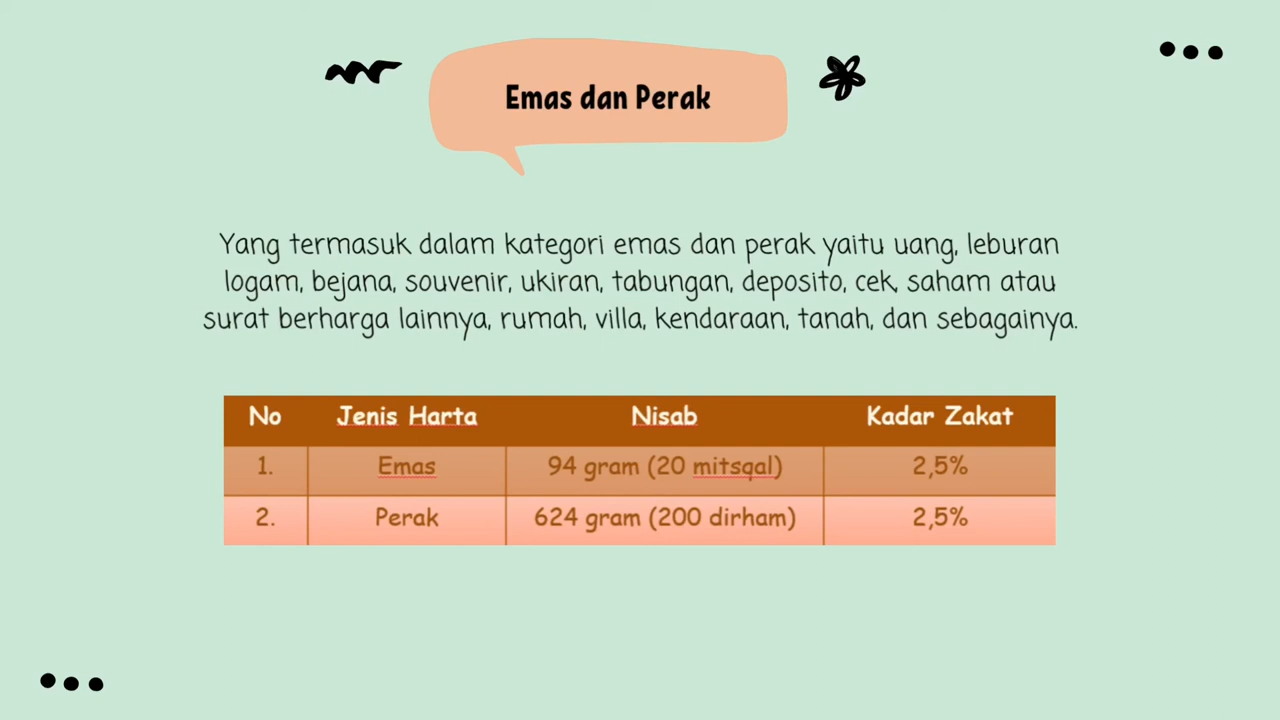 Emas dan Perak
Yang termasuk dalam kategori emas dan perak yaitu uang, leburan
logam, bejana, souvenir, ukiran, tabungan, deposito, cek, saham atau
surat berharga lainnya, rumah, villa, kendaraan, tanah, dan sebagainya.
No Jenis Harta Nisab Kadar Zakat
1. Emas 94 gram (20 mitsqal) 2,5%
2. Perak 624 gram (200 dirham) 2,5%